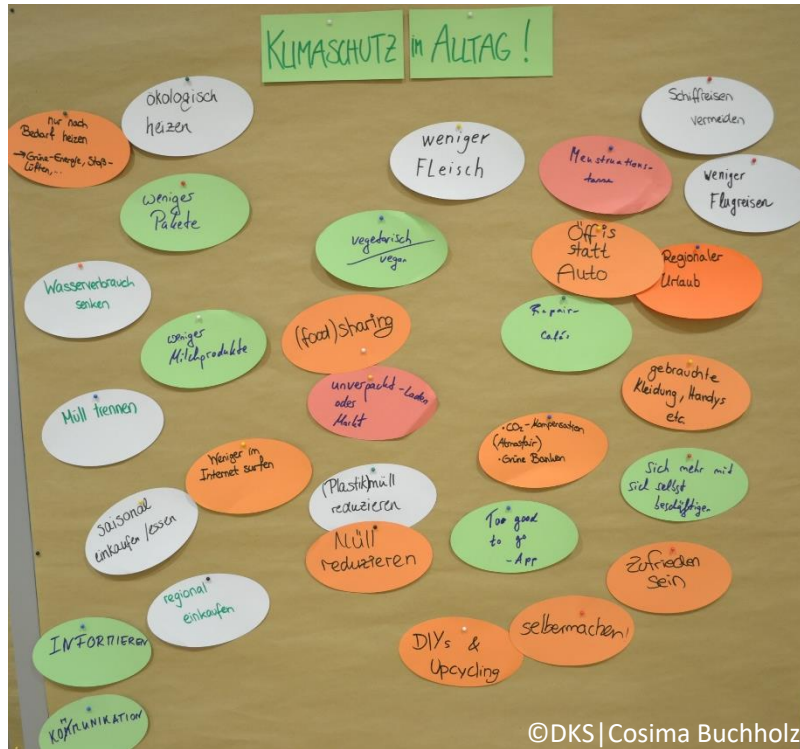 KLIMASCHUTZ im ALLTAG!
nur nach
Bedarf heizen
→ Grüne-Energie, Stoß-
Lüften,...
ökologisch
heizen
weniger
Fleisch
Menstruations-
tasse
Schiffreisen
vermeiden
weniger
Flugreisen
weniger
Pakete
vegetarisch
vegan
Öffis
statt
Auto
Regionaler
Urlaub
Wasserverbrauch
senken
weniger
Milchprodukte
(food)sharing
Repair-
Cafés
unverpackt-Laden
oder
Markt
gebrauchte
Kleidung, Handys
etc.
Müll trennen
Weniger im
Internet surfen
• CO₂-Kompensation
(Atmosfair)
• Grüne Banken
Sich mehr mid
sich selbst
beschäftigen
saisonal
einkaufen/essen
(Plastik)müll
reduzieren
Müll
reduzieren
Too good
to go
-App
Zufrieden
sein
regional
einkaufen
INFORMIEREN
DIYs &
Upcycling
selbermachen!
KOMMUNIKATION
©DKS|Cosima Buchholz